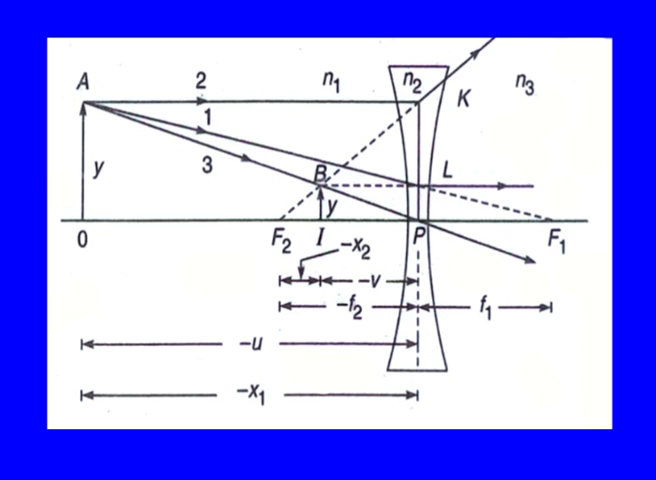 A 2 n₁ n₂ n₃
K
1
y 3 B L
y
0 F₂ I P F₁
–x₂
–v
–f₂ f₁
–u
–x₁